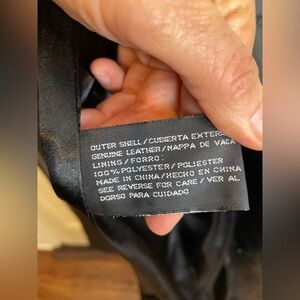 OUTER SHELL/CUBIERTA EXTER
GENUINE LEATHER/NAPPA DE VACA
LINING/FORRO:
100% POLYESTER/POLIESTER
MADE IN CHINA/HECHO EN CHINA
SEE REVERSE FOR CARE/VER AL
DORSO PARA CUIDADO